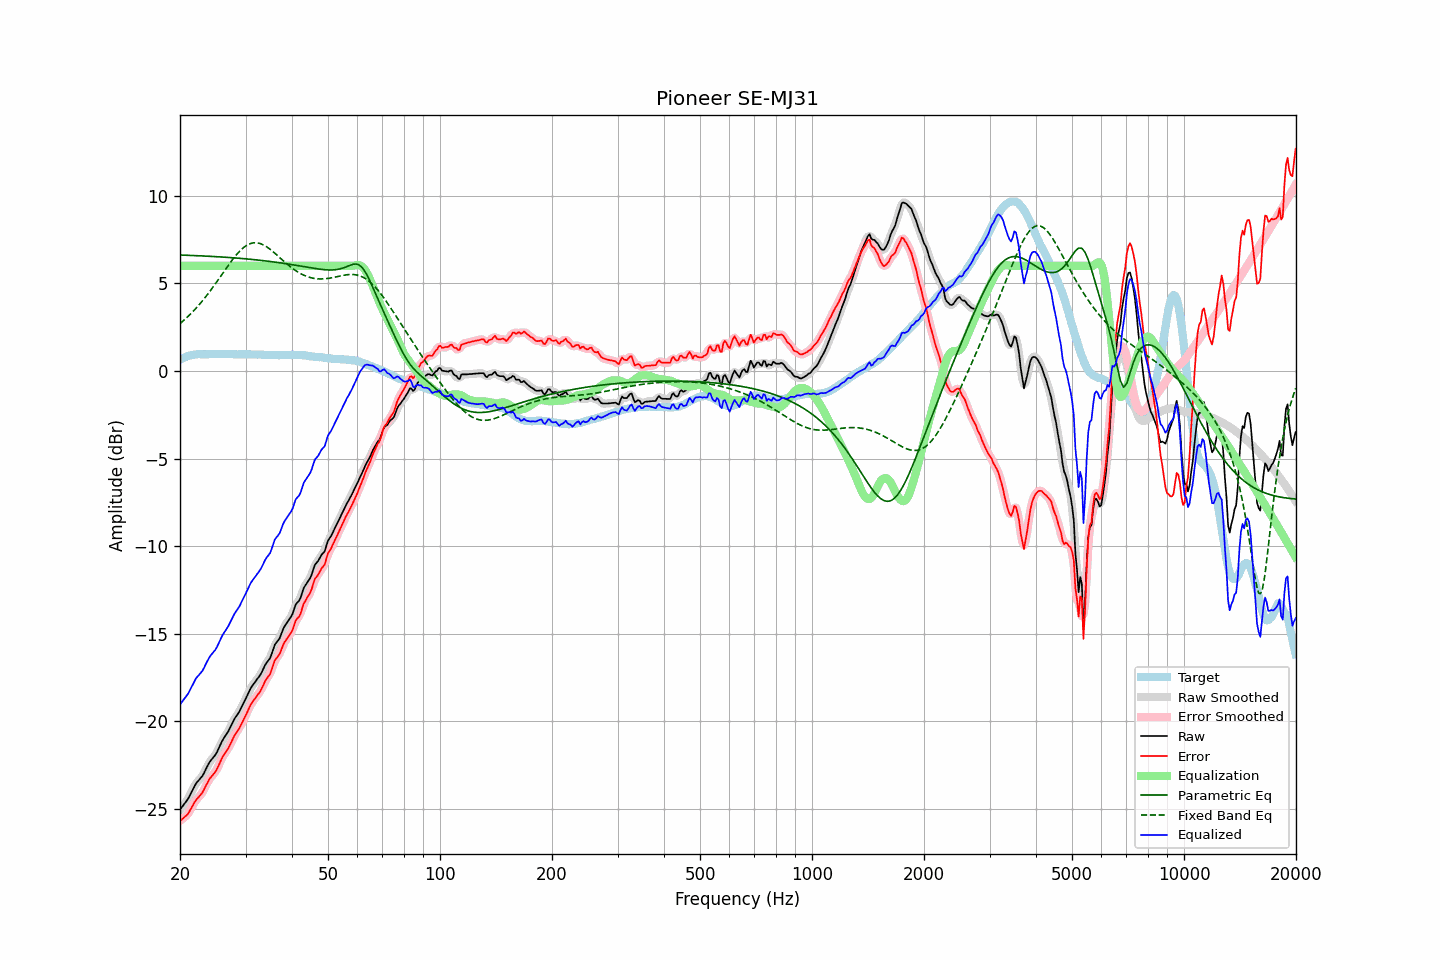 Pioneer SE-MJ31
Amplitude (dBr)
10
5
0
−5
−10
−15
−20
−25
20
50
100
200
500
1000
2000
5000
10000
20000
Frequency (Hz)
Target
Raw Smoothed
Error Smoothed
Raw
Error
Equalization
Parametric Eq
Fixed Band Eq
Equalized